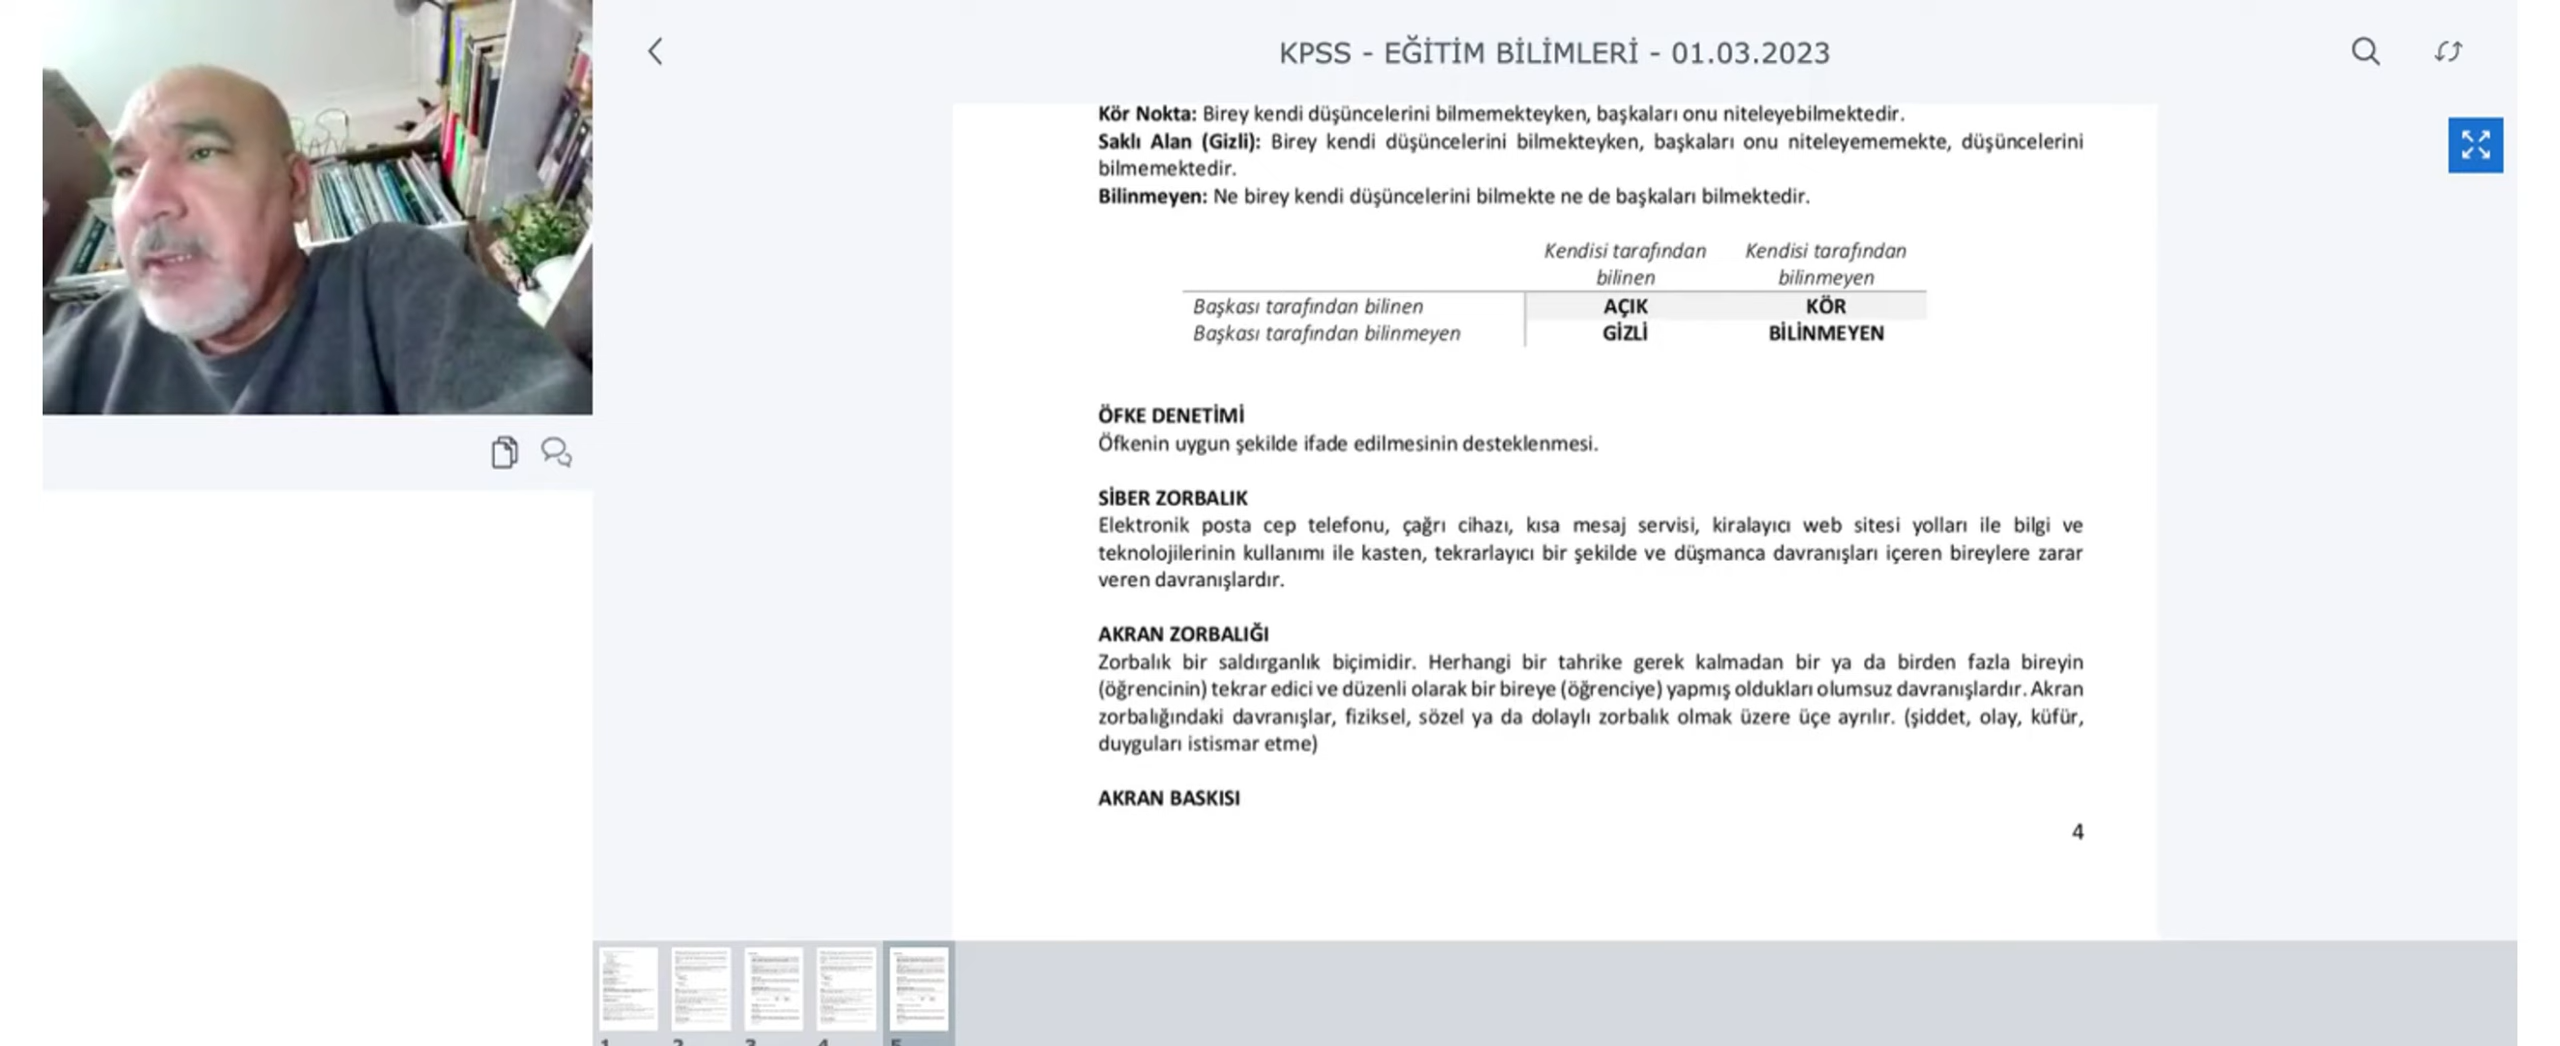 KPSS - EĞİTİM BİLİMLERİ - 01.03.2023
Kör Nokta: Birey kendi düşüncelerini bilmemekteyken, başkaları onu niteleyebilmektedir.
Saklı Alan (Gizli): Birey kendi düşüncelerini bilmekteyken, başkaları onu niteleyememekte, düşüncelerini
bilmemektedir.
Bilinmeyen: Ne birey kendi düşüncelerini bilmekte ne de başkaları bilmektedir.
Kendisi tarafından Kendisi tarafından
bilinen bilinmeyen
Başkası tarafından bilinen AÇIK KÖR
Başkası tarafından bilinmeyen GİZLİ BİLİNMEYEN
ÖFKE DENETİMİ
Öfkenin uygun şekilde ifade edilmesinin desteklenmesi.
SİBER ZORBALIK
Elektronik posta cep telefonu, çağrı cihazı, kısa mesaj servisi, kiralayıcı web sitesi yolları ile bilgi ve
teknolojilerinin kullanımı ile kasten, tekrarlayıcı bir şekilde ve düşmanca davranışları içeren bireylere zarar
veren davranışlardır.
AKRAN ZORBALIĞI
Zorbalık bir saldırganlık biçimidir. Herhangi bir tahrike gerek kalmadan bir ya da birden fazla bireyin
(öğrencinin) tekrar edici ve düzenli olarak bir bireye (öğrenciye) yapmış oldukları olumsuz davranışlardır. Akran
zorbalığındaki davranışlar, fiziksel, sözel ya da dolaylı zorbalık olmak üzere üçe ayrılır. (şiddet, olay, küfür,
duyguları istismar etme)
AKRAN BASKISI
4
1 2 3 4 5